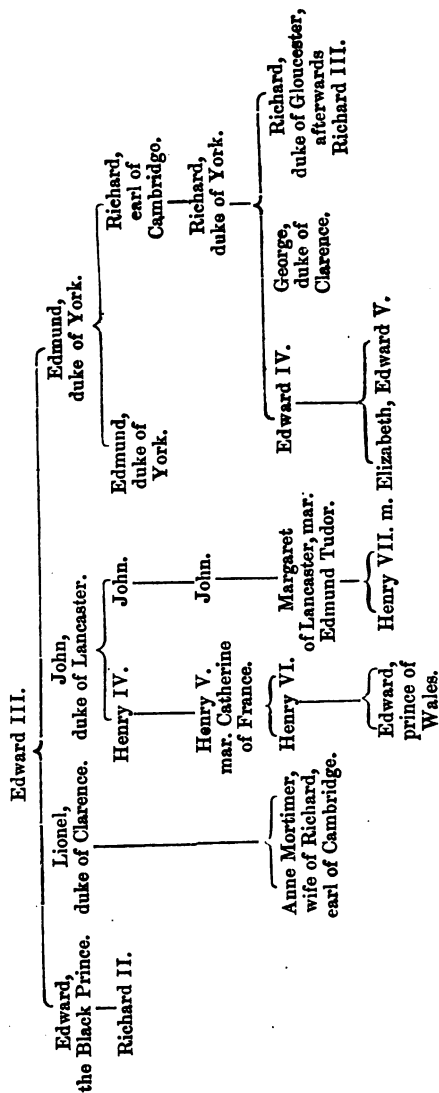 Edward III.
Edward,
the Black Prince.
Richard II.
Lionel,
duke of Clarence.
Anne Mortimer,
wife of Richard,
earl of Cambridge.
John,
duke of Lancaster.
Henry IV.
Henry V.
mar. Catherine
of France.
Henry VI.
Edward,
prince of
Wales.
John.
John.
Margaret
of Lancaster, mar.
Edmund Tudor.
Henry VII. m. Elizabeth, Edward V.
Edmund,
duke of York.
Edmund,
duke of
York.
Richard,
earl of
Cambridgo.
Richard,
duke of York.
Edward IV.
George,
duke of
Clarence.
Richard,
duke of Gloucester,
afterwards
Richard III.